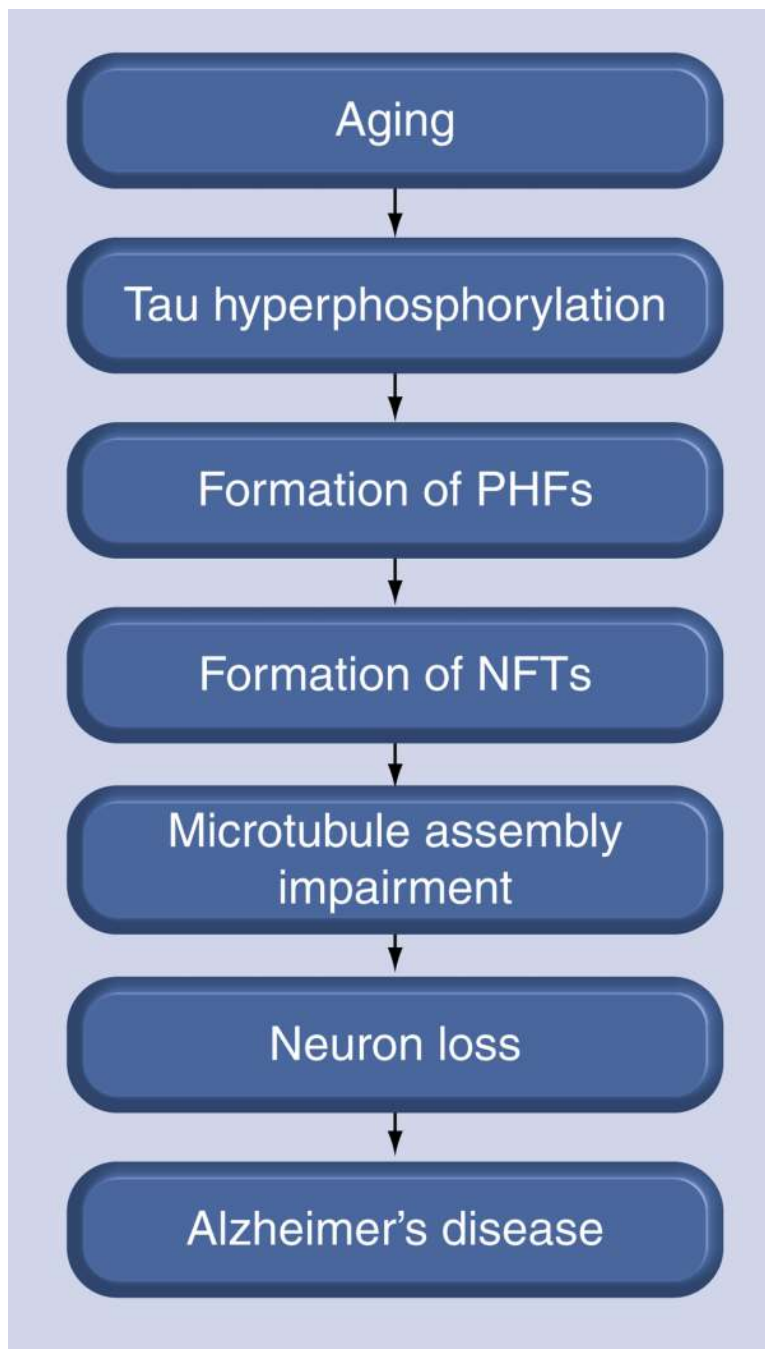 Aging
Tau hyperphosphorylation
Formation of PHFs
Formation of NFTs
Microtubule assembly
impairment
Neuron loss
Alzheimer’s disease